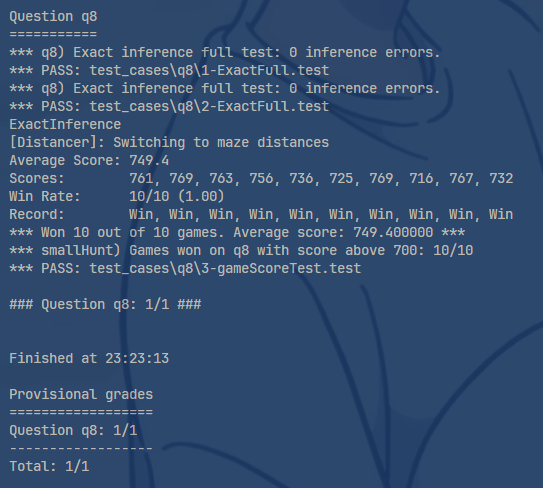 Question q8
===========
*** q8) Exact inference full test: 0 inference errors.
*** PASS: test_cases\q8\1-ExactFull.test
*** q8) Exact inference full test: 0 inference errors.
*** PASS: test_cases\q8\2-ExactFull.test
ExactInference
[Distancer]: Switching to maze distances
Average Score: 749.4
Scores:        761, 769, 763, 756, 736, 725, 769, 716, 767, 732
Win Rate:      10/10 (1.00)
Record:        Win, Win, Win, Win, Win, Win, Win, Win, Win, Win
*** Won 10 out of 10 games. Average score: 749.400000 ***
*** smallHunt) Games won on q8 with score above 700: 10/10
*** PASS: test_cases\q8\3-gameScoreTest.test

### Question q8: 1/1 ###


Finished at 23:23:13

Provisional grades
==================
Question q8: 1/1
------------------
Total: 1/1